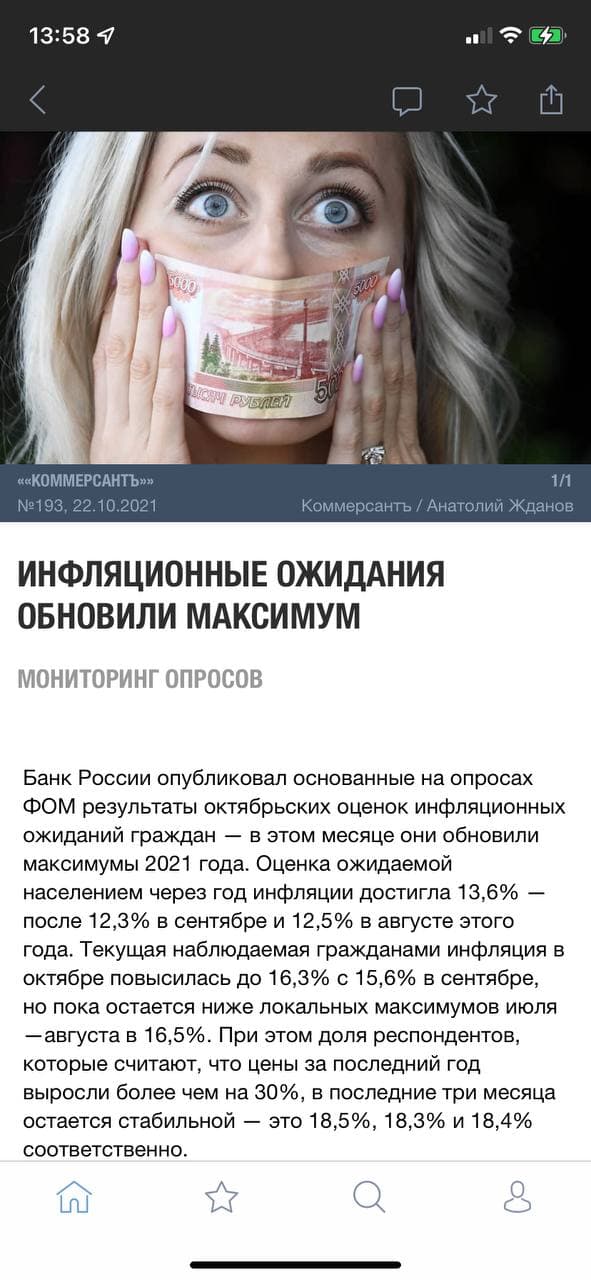 13:58
5000
5000
ТЫСЯЧ РУБЛЕЙ
««КОММЕРСАНТЪ»»
1/1
№193, 22.10.2021
Коммерсантъ / Анатолий Жданов
ИНФЛЯЦИОННЫЕ ОЖИДАНИЯ
ОБНОВИЛИ МАКСИМУМ
МОНИТОРИНГ ОПРОСОВ
Банк России опубликовал основанные на опросах
ФОМ результаты октябрьских оценок инфляционных
ожиданий граждан — в этом месяце они обновили
максимумы 2021 года. Оценка ожидаемой
населением через год инфляции достигла 13,6% —
после 12,3% в сентябре и 12,5% в августе этого
года. Текущая наблюдаемая гражданами инфляция в
октябре повысилась до 16,3% с 15,6% в сентябре,
но пока остается ниже локальных максимумов июля
—августа в 16,5%. При этом доля респондентов,
которые считают, что цены за последний год
выросли более чем на 30%, в последние три месяца
остается стабильной — это 18,5%, 18,3% и 18,4%
соответственно.